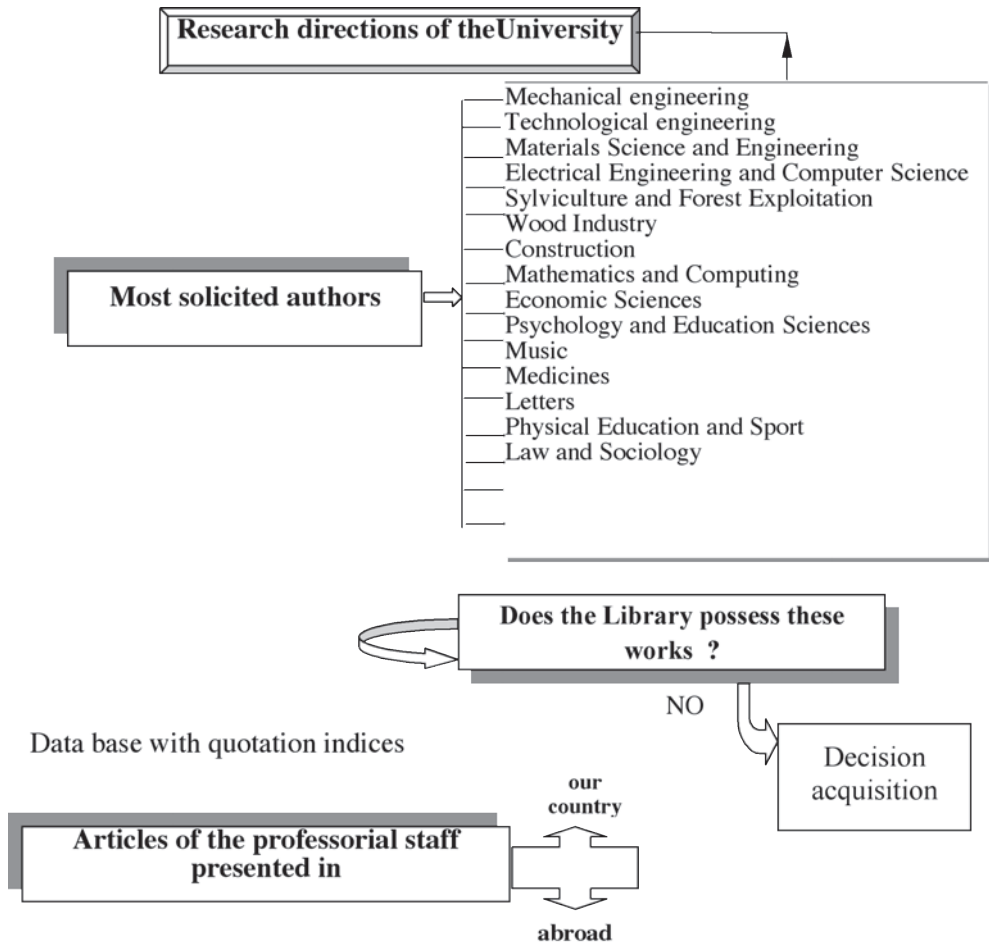 Research directions of theUniversity
Mechanical engineering
Technological engineering
Materials Science and Engineering
Electrical Engineering and Computer Science
Sylviculture and Forest Exploitation
Wood Industry
Construction
Mathematics and Computing
Economic Sciences
Psychology and Education Sciences
Music
Medicines
Letters
Physical Education and Sport
Law and Sociology
Most solicited authors
Does the Library possess these
works ?
NO
Decision
acquisition
Data base with quotation indices
our
country
Articles of the professorial staff
presented in
abroad